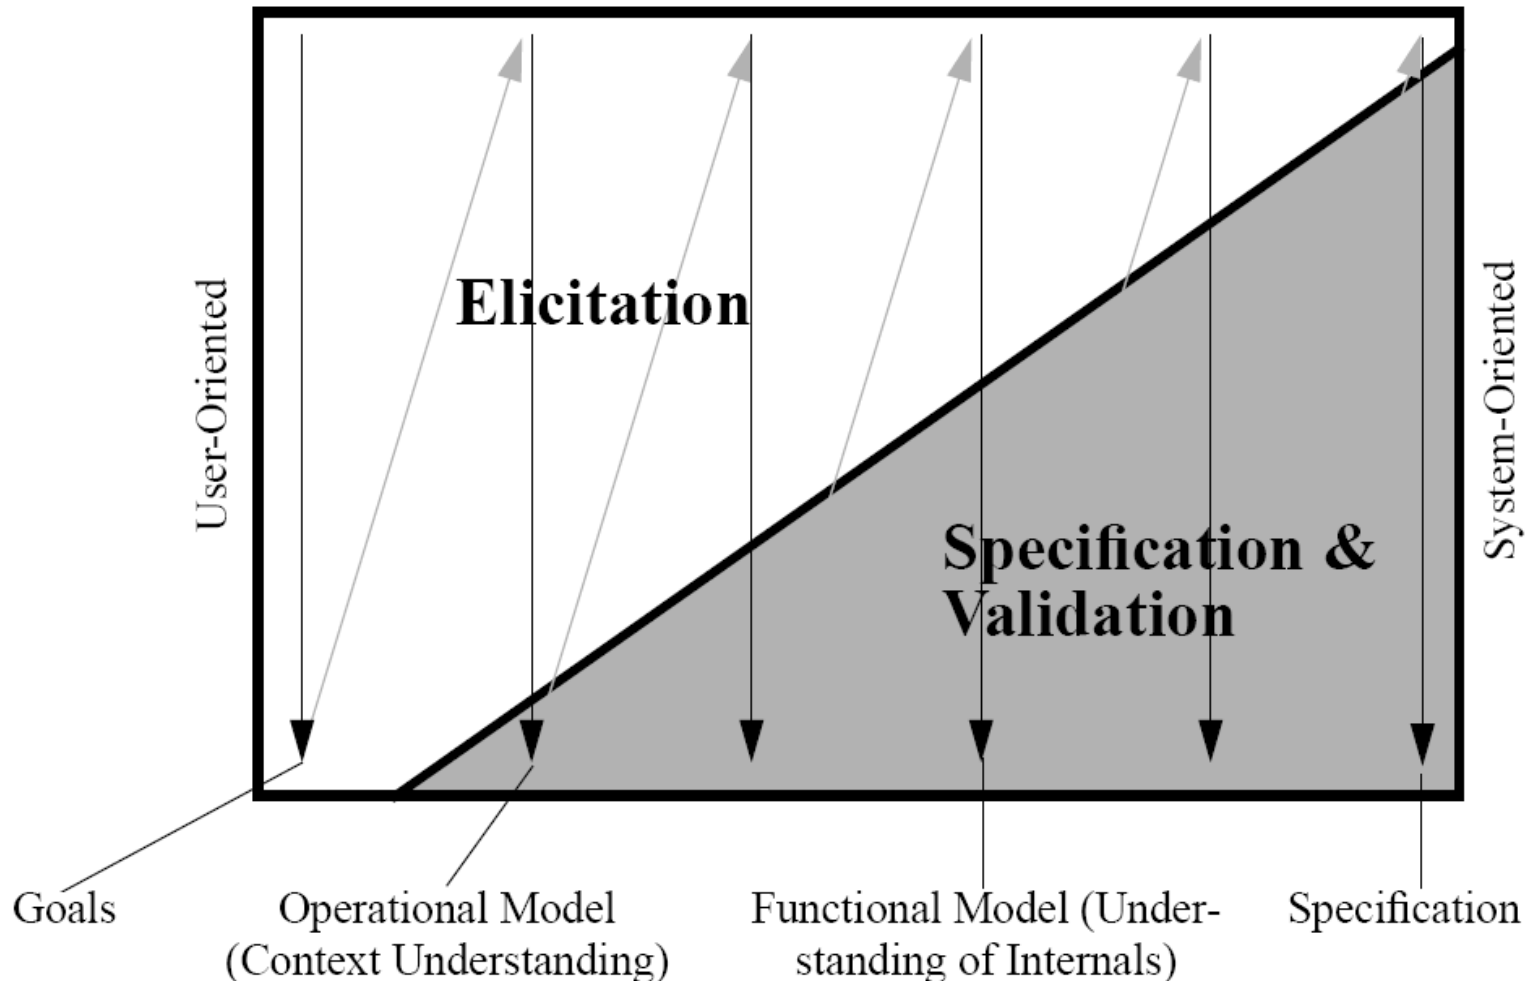 User-Oriented
Elicitation
Specification &
Validation
System-Oriented
Goals
Operational Model
(Context Understanding)
Functional Model (Under-
standing of Internals)
Specification